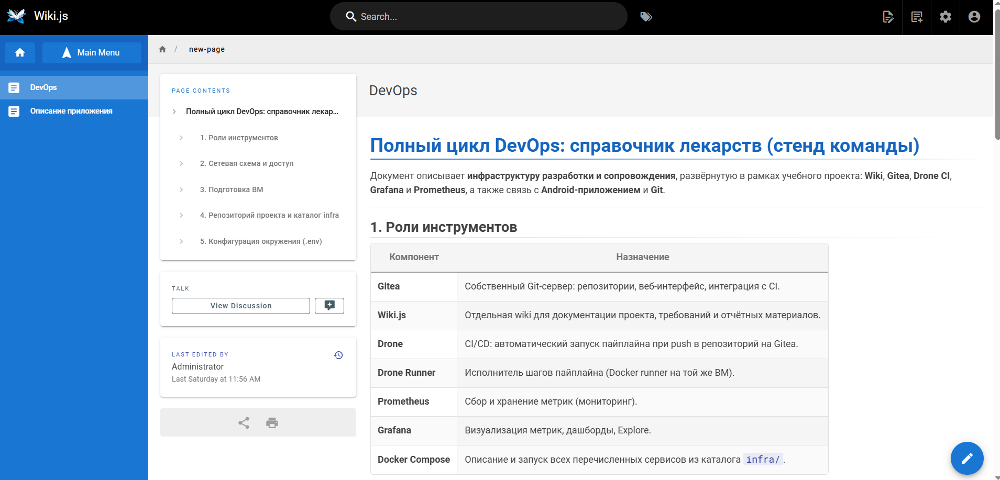 Wiki.js
Search...
Main Menu
new-page
DevOps
Описание приложения
PAGE CONTENTS
Полный цикл DevOps: справочник лекар...
1. Роли инструментов
2. Сетевая схема и доступ
3. Подготовка ВМ
4. Репозиторий проекта и каталог infra
5. Конфигурация окружения (.env)
TALK
View Discussion
LAST EDITED BY
Administrator
Last Saturday at 11:56 AM
DevOps
Полный цикл DevOps: справочник лекарств (стенд команды)
Документ описывает инфраструктуру разработки и сопровождения, развёрнутую в рамках учебного проекта: Wiki, Gitea, Drone CI,
Grafana и Prometheus, а также связь с Android-приложением и Git.
1. Роли инструментов
Компонент Назначение
Gitea Собственный Git-сервер: репозитории, веб-интерфейс, интеграция с CI.
Wiki.js Отдельная wiki для документации проекта, требований и отчётных материалов.
Drone CI/CD: автоматический запуск пайплайна при push в репозиторий на Gitea.
Drone Runner Исполнитель шагов пайплайна (Docker runner на той же ВМ).
Prometheus Сбор и хранение метрик (мониторинг).
Grafana Визуализация метрик, дашборды, Explore.
Docker Compose Описание и запуск всех перечисленных сервисов из каталога infra/.